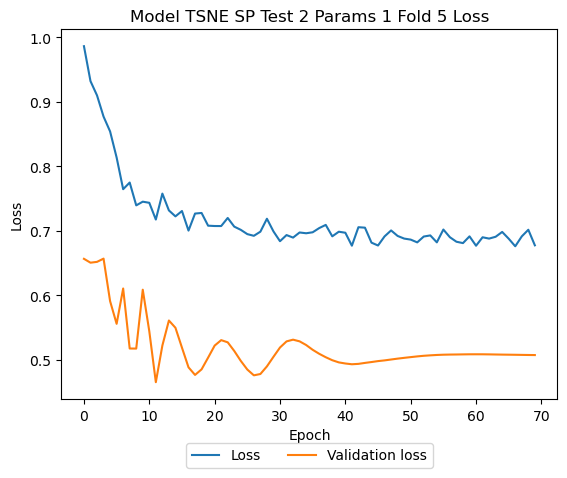 Model TSNE SP Test 2 Params 1 Fold 5 Loss
1.0
0.9
0.8
0.7
0.6
0.5
Loss
0 10 20 30 40 50 60 70
Epoch
Loss Validation loss